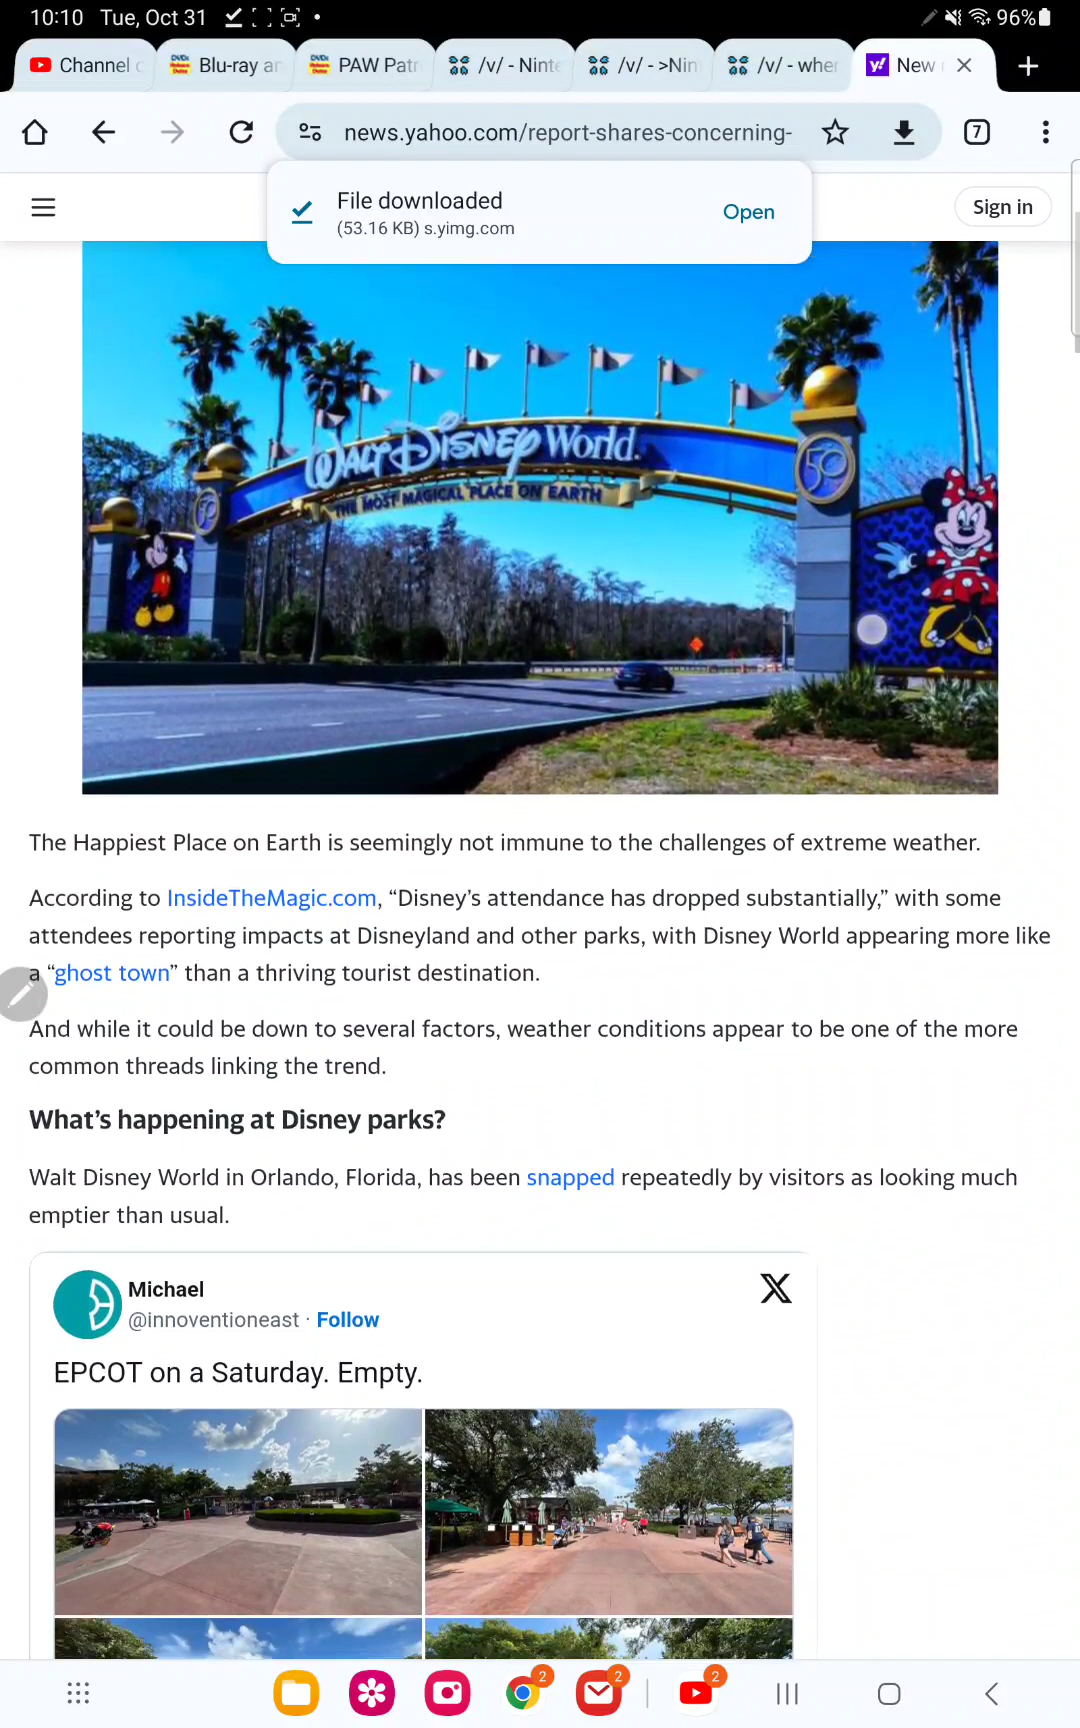 10:10 Tue, Oct 31 96%
Channel c Blu-ray an PAW Patr /v/ - Ninte /v/ - >Nin /v/ - wher New
news.yahoo.com/report-shares-concerning- 7
File downloaded
(53.16 KB) s.yimg.com
Open
Sign in
WALT DISNEY World.
THE MOST MAGICAL PLACE ON EARTH
50
The Happiest Place on Earth is seemingly not immune to the challenges of extreme weather.
According to InsideTheMagic.com, “Disney’s attendance has dropped substantially,” with some
attendees reporting impacts at Disneyland and other parks, with Disney World appearing more like
a “ghost town” than a thriving tourist destination.
And while it could be down to several factors, weather conditions appear to be one of the more
common threads linking the trend.
What’s happening at Disney parks?
Walt Disney World in Orlando, Florida, has been snapped repeatedly by visitors as looking much
emptier than usual.
Michael
@innoventioneast · Follow
EPCOT on a Saturday. Empty.
2 2 2